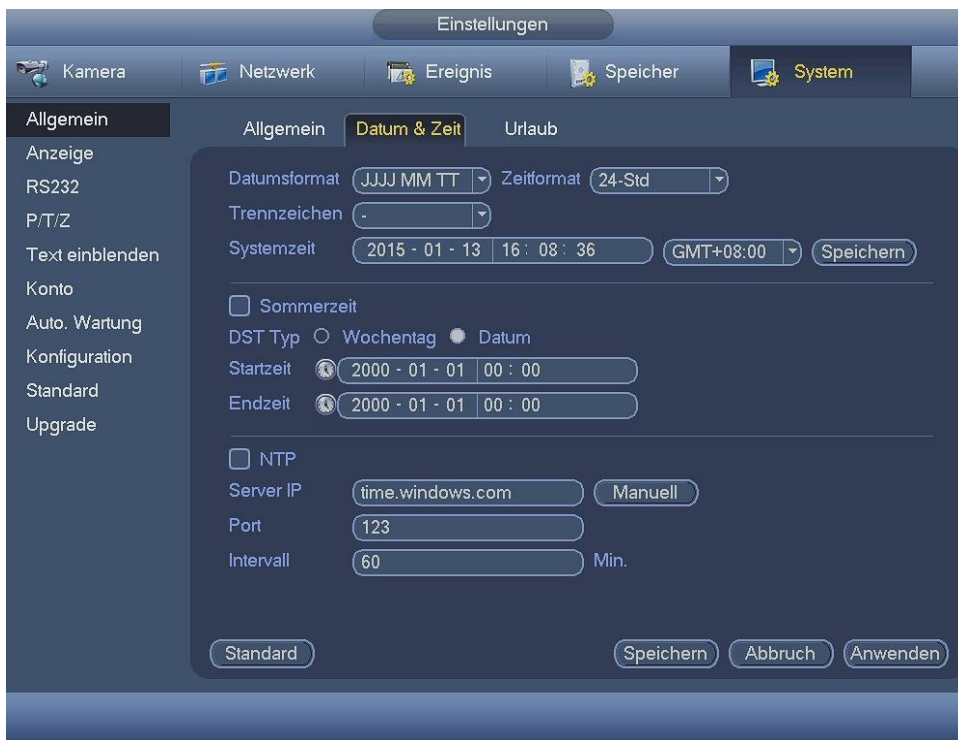 Einstellungen
Kamera Netzwerk Ereignis Speicher System
Allgemein
Anzeige
RS232
P/T/Z
Text einblenden
Konto
Auto. Wartung
Konfiguration
Standard
Upgrade
Allgemein Datum & Zeit Urlaub
Datumsformat JJJJ MM TT Zeitformat 24-Std
Trennzeichen -
Systemzeit 2015 - 01 - 13 16 : 08 : 36 GMT+08:00 Speichern
Sommerzeit
DST Typ Wochentag Datum
Startzeit 2000 - 01 - 01 00 : 00
Endzeit 2000 - 01 - 01 00 : 00
NTP
Server IP time.windows.com Manuell
Port 123
Intervall 60 Min.
Standard Speichern Abbruch Anwenden